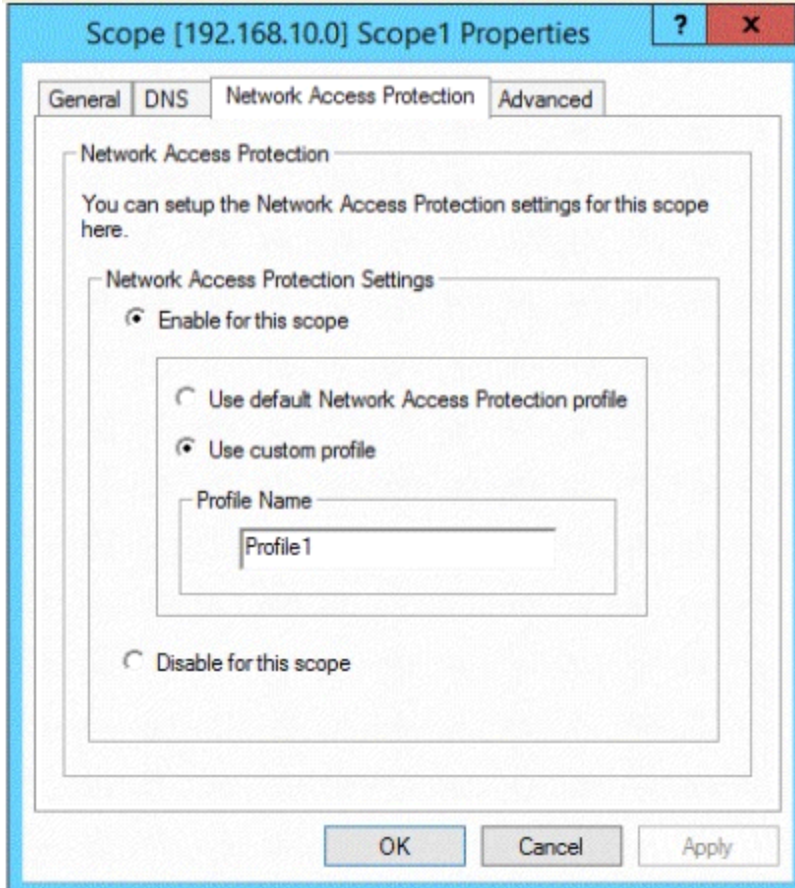 Scope [192.168.10.0] Scope1 Properties
? x
General DNS Network Access Protection Advanced
Network Access Protection
You can setup the Network Access Protection settings for this scope
here.
Network Access Protection Settings
Enable for this scope
Use default Network Access Protection profile
Use custom profile
Profile Name
Profile1
Disable for this scope
OK Cancel Apply